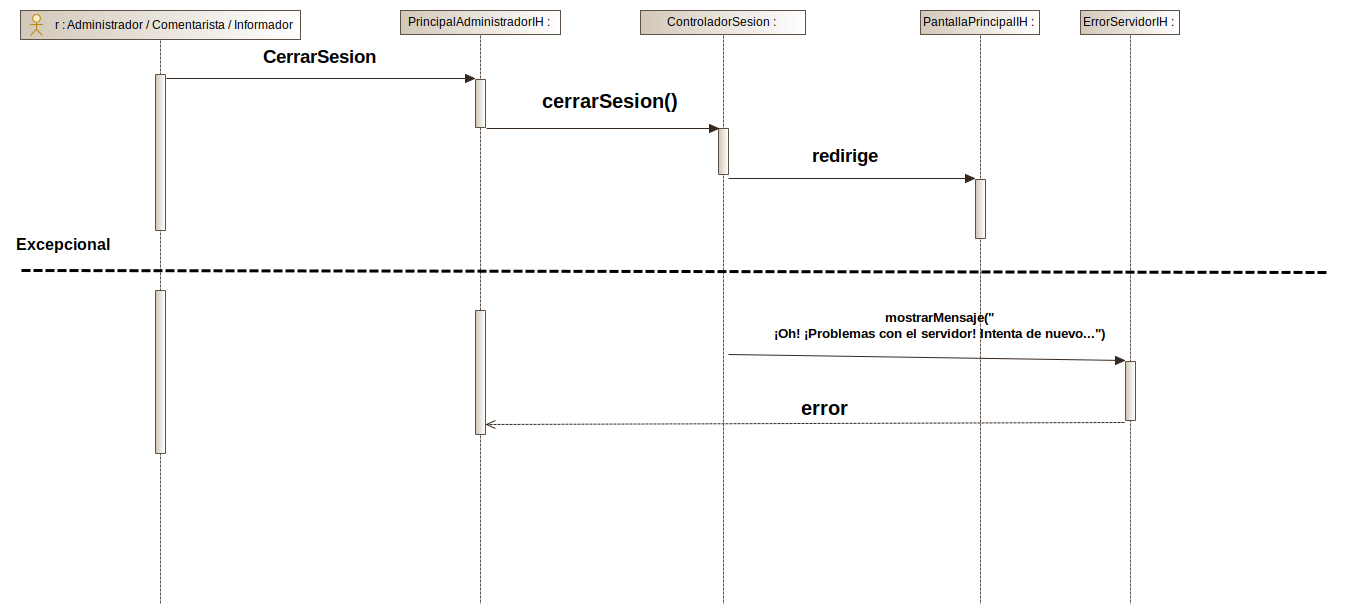 r : Administrador / Comentarista / Informador
PrincipalAdministradorIH :
ControladorSesion :
PantallaPrincipalIH :
ErrorServidorIH :
CerrarSesion
cerrarSesion()
redirige
Excepcional
mostrarMensaje("
¡Oh! ¡Problemas con el servidor! Intenta de nuevo...")
error